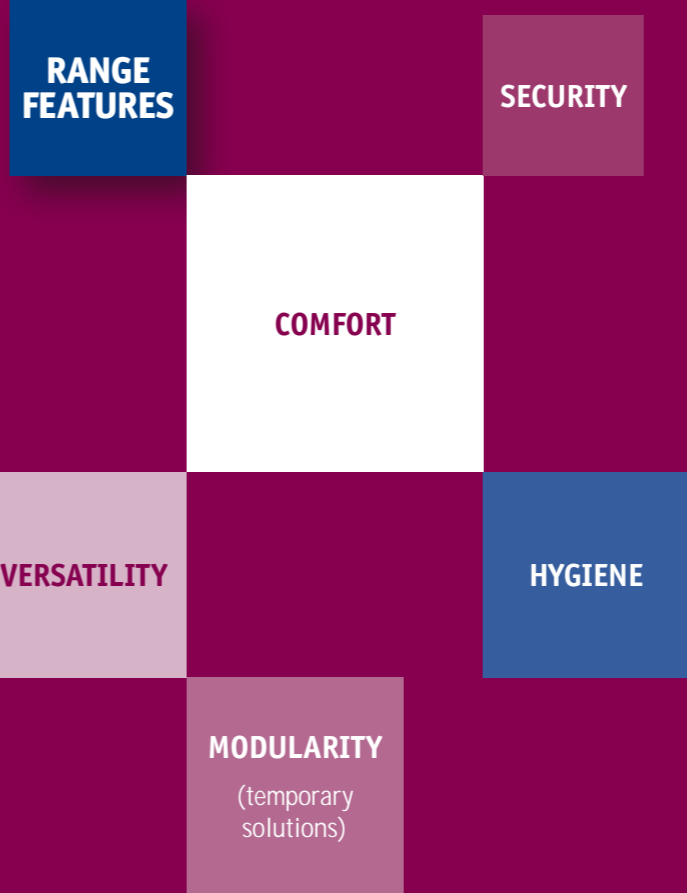 RANGE
FEATURES
SECURITY
COMFORT
VERSATILITY
HYGIENE
MODULARITY
(temporary
solutions)